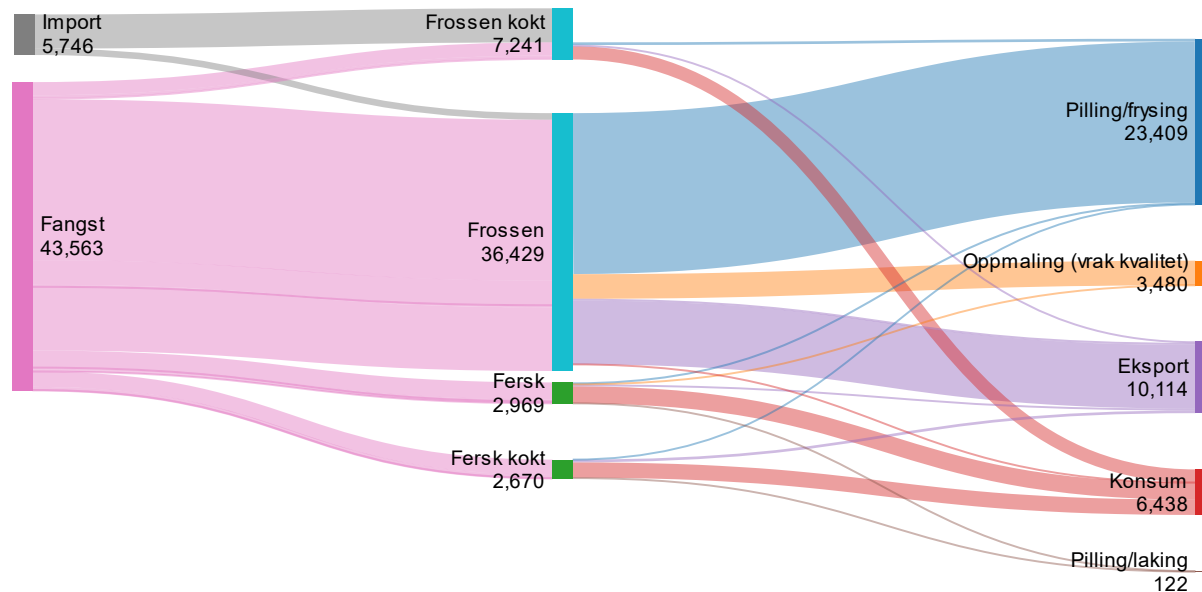 Import
5,746
Fangst
43,563
Frossen kokt
7,241
Frossen
36,429
Fersk
2,969
Fersk kokt
2,670
Pilling/frysing
23,409
Oppmaling (vrak kvalitet)
3,480
Eksport
10,114
Konsum
6,438
Pilling/laking
122